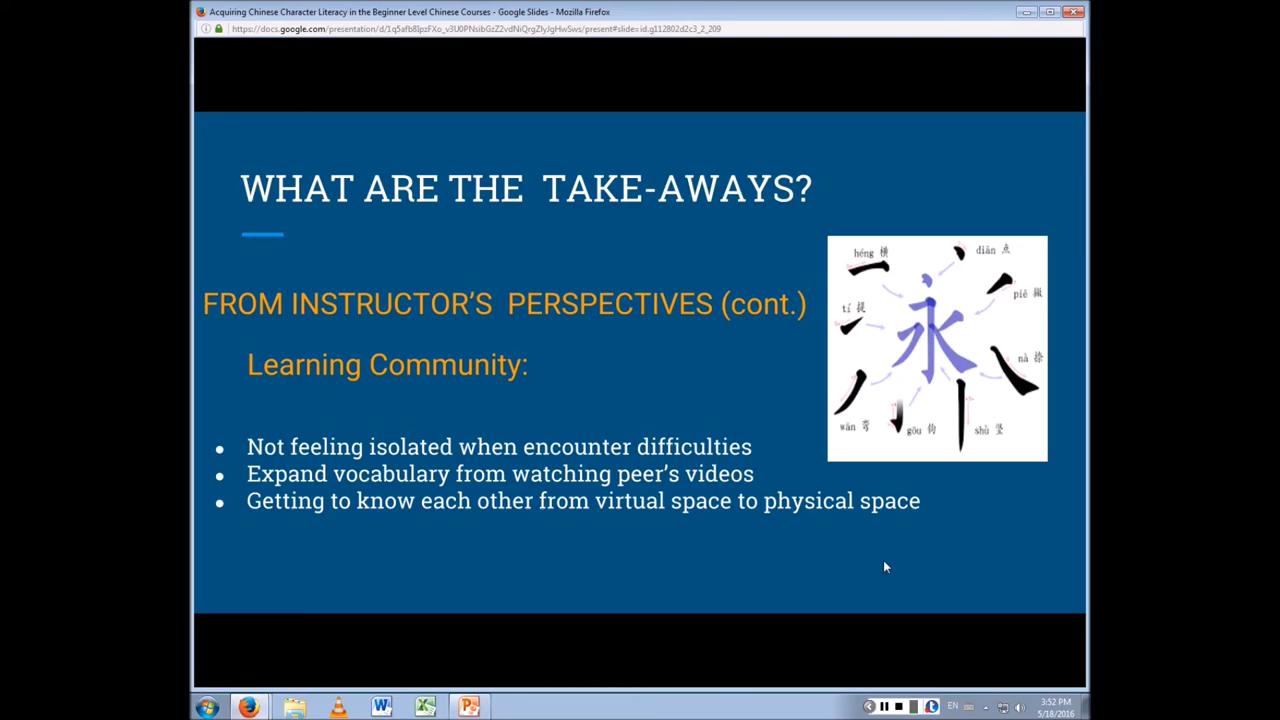 Acquiring Chinese Character Literacy in the Beginner Level Chinese Courses - Google Slides - Mozilla Firefox
WHAT ARE THE TAKE-AWAYS?
FROM INSTRUCTOR'S PERSPECTIVES (cont.)
Learning Community:
héng 横
diǎn 点
piě
tí 提
永
nà 捺
wān 弯
gōu 钩
shù 竖
• Not feeling isolated when encounter difficulties
• Expand vocabulary from watching peer's videos
• Getting to know each other from virtual space to physical space
EN
3:52 PM
5/18/2016